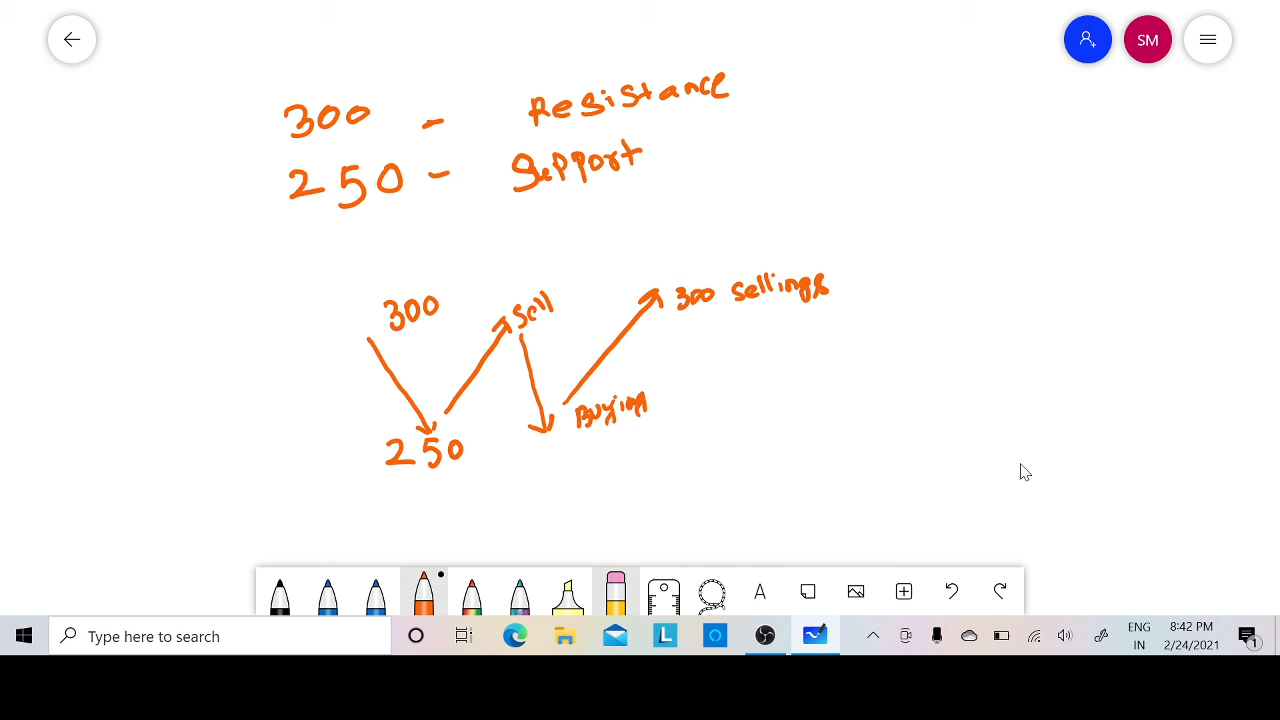 SM
300 - Resistance
250 - Support
300
Sell
300 sellings
Buying
250
A
Type here to search
L
ENG
IN
8:42 PM
2/24/2021
1